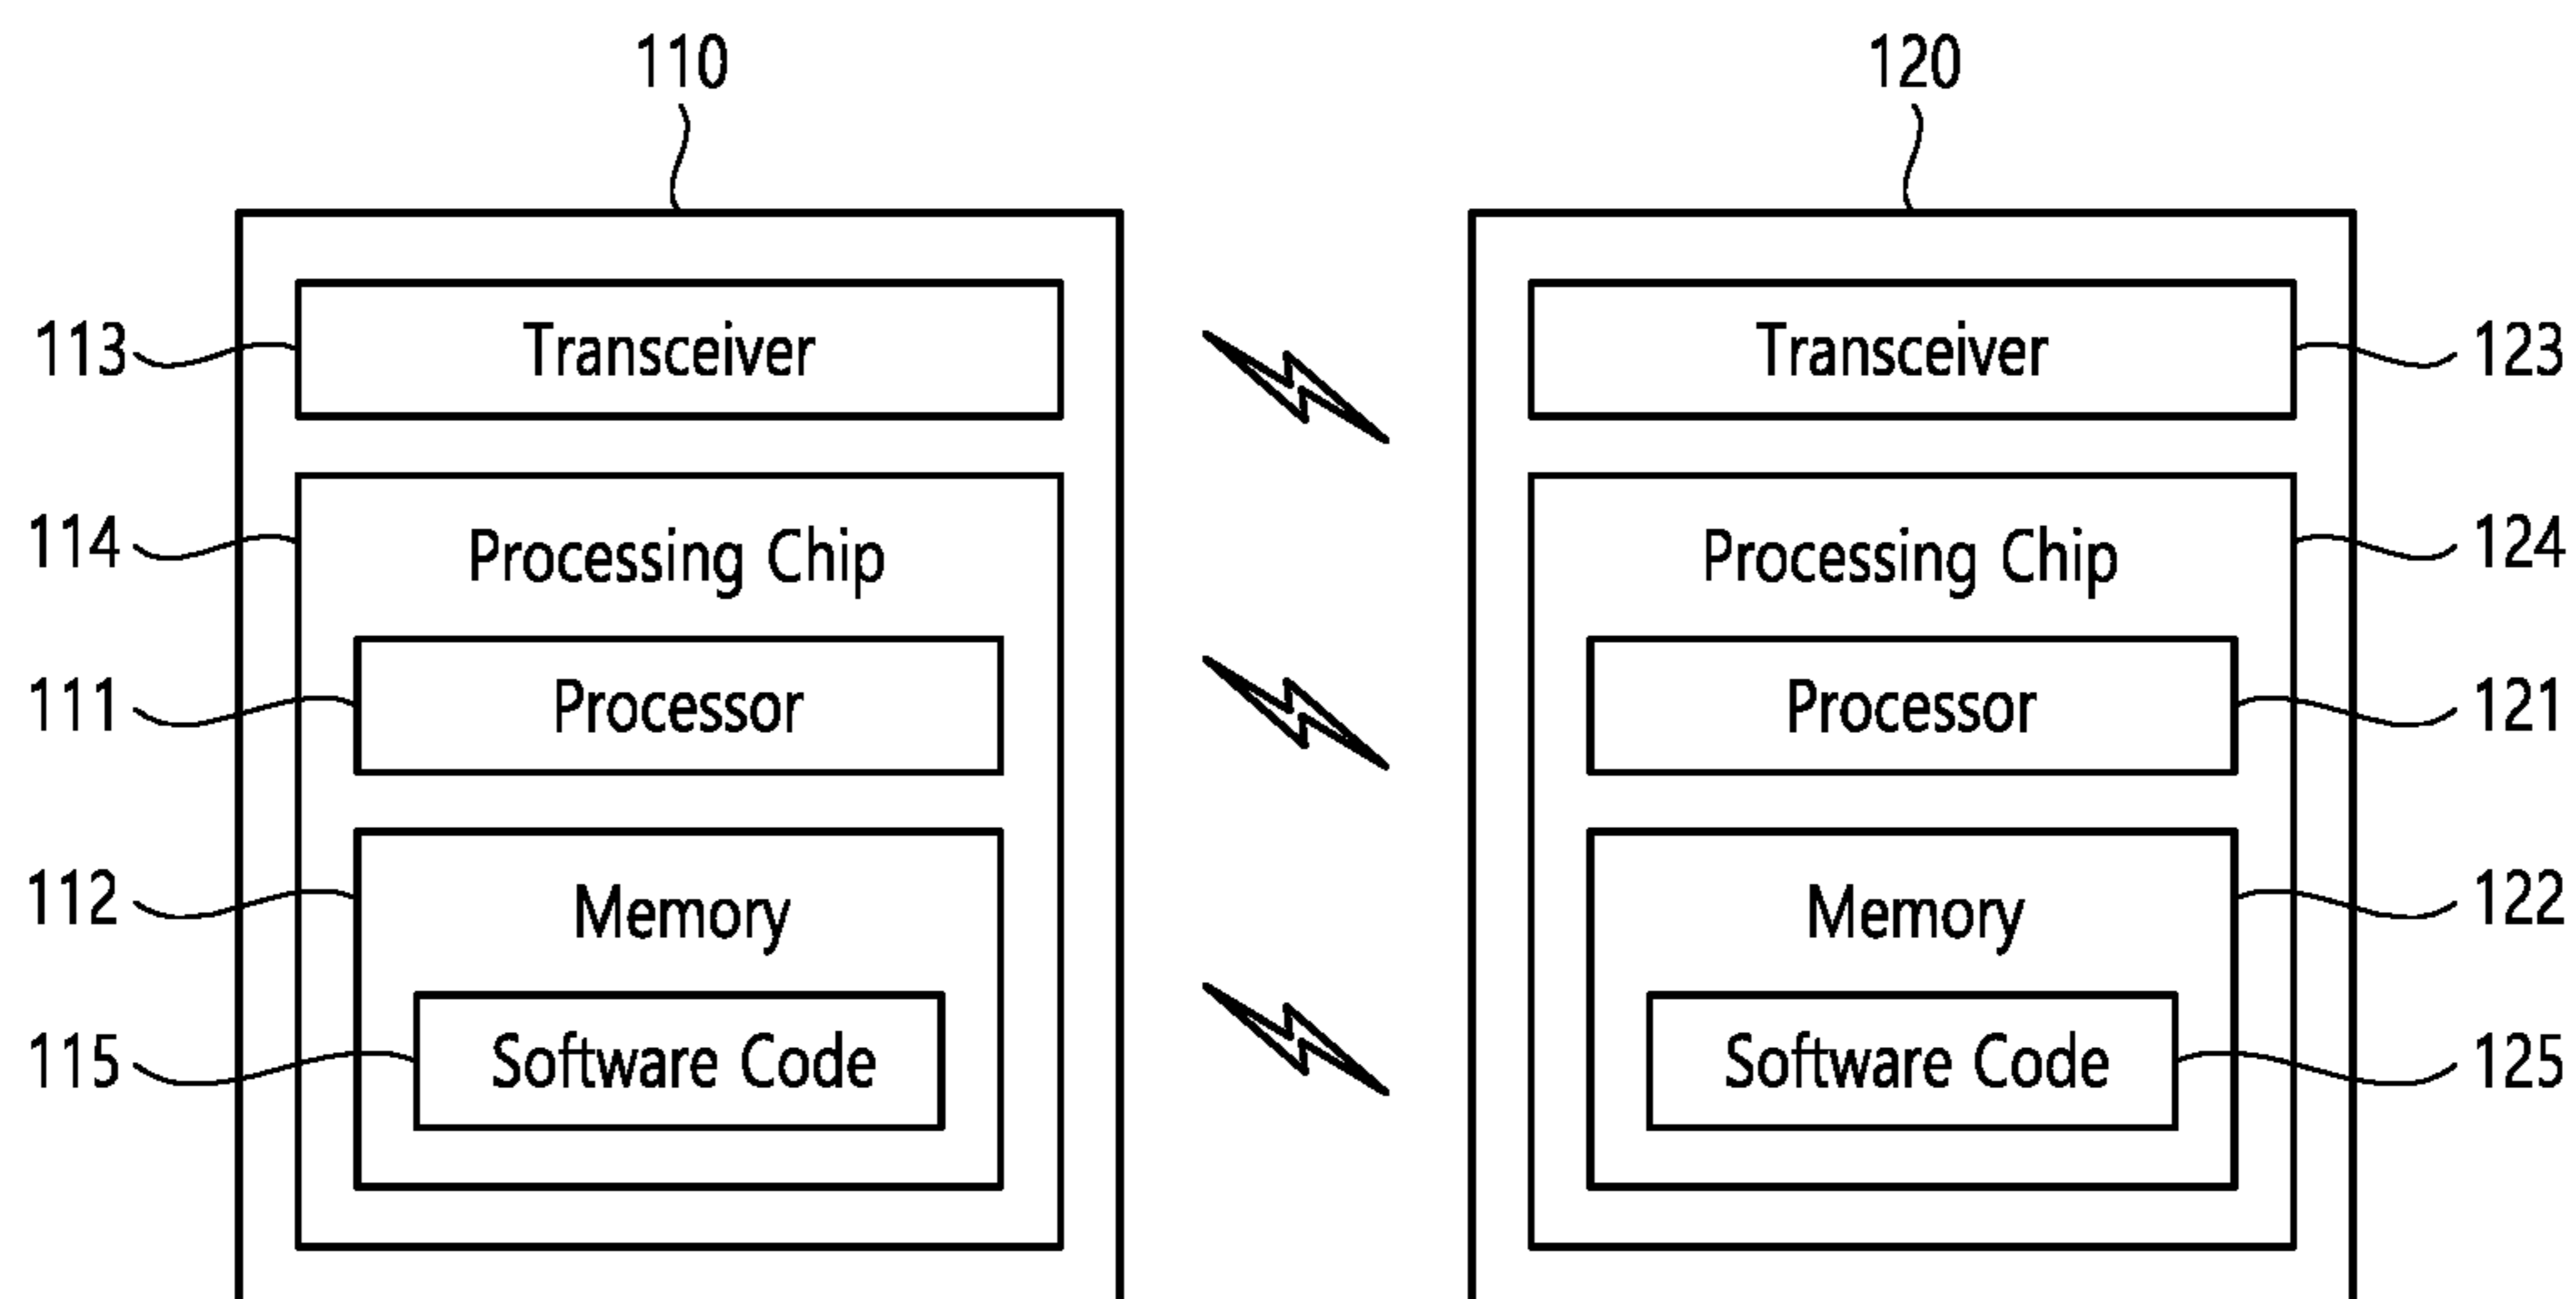 110 120
113 Transceiver Transceiver 123
114 Processing Chip Processing Chip 124
111 Processor Processor 121
112 Memory Memory 122
115 Software Code Software Code 125